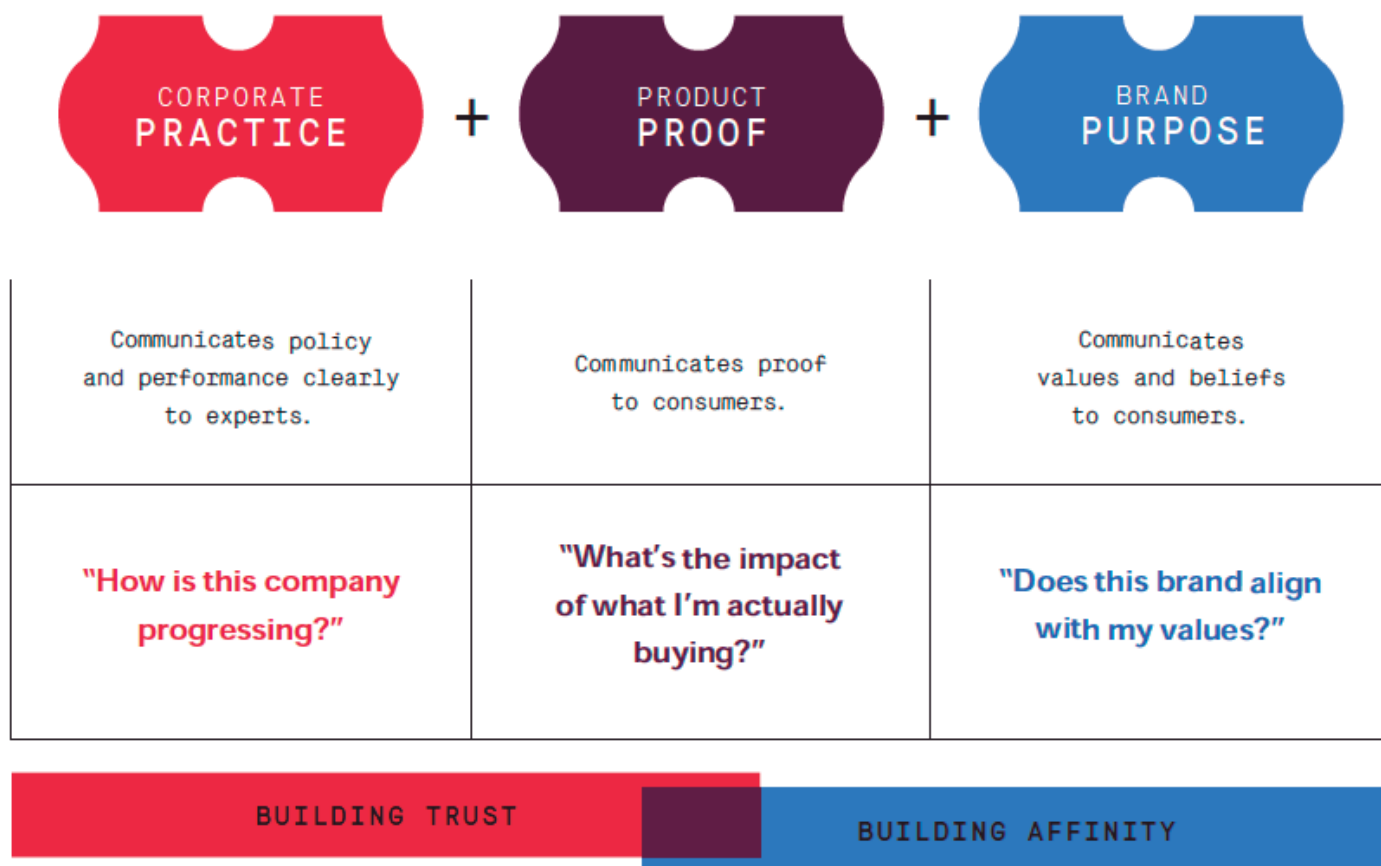 CORPORATE
PRACTICE
+
PRODUCT
PROOF
+
BRAND
PURPOSE
Communicates policy
and performance clearly
to experts.
Communicates proof
to consumers.
Communicates
values and beliefs
to consumers.
"How is this company
progressing?"
"What's the impact
of what I'm actually
buying?"
"Does this brand align
with my values?"
BUILDING TRUST
BUILDING AFFINITY